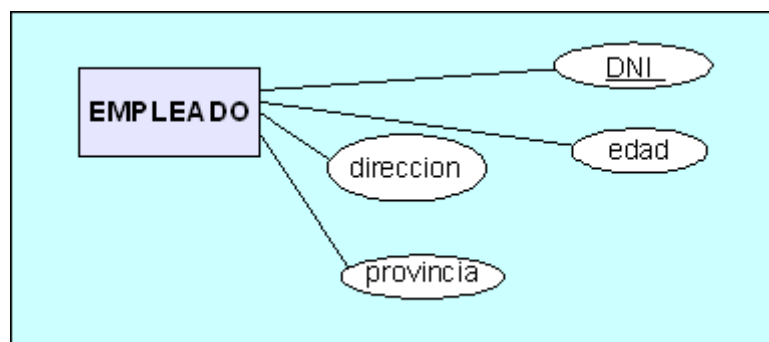 DNI
EMPLEADO
edad
direccion
provincia